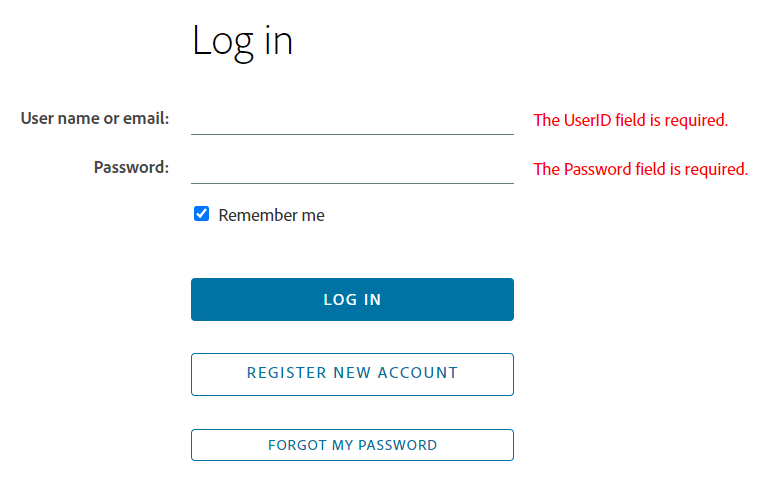 Log in
User name or email: The UserID field is required.
Password: The Password field is required.
Remember me
LOG IN
REGISTER NEW ACCOUNT
FORGOT MY PASSWORD